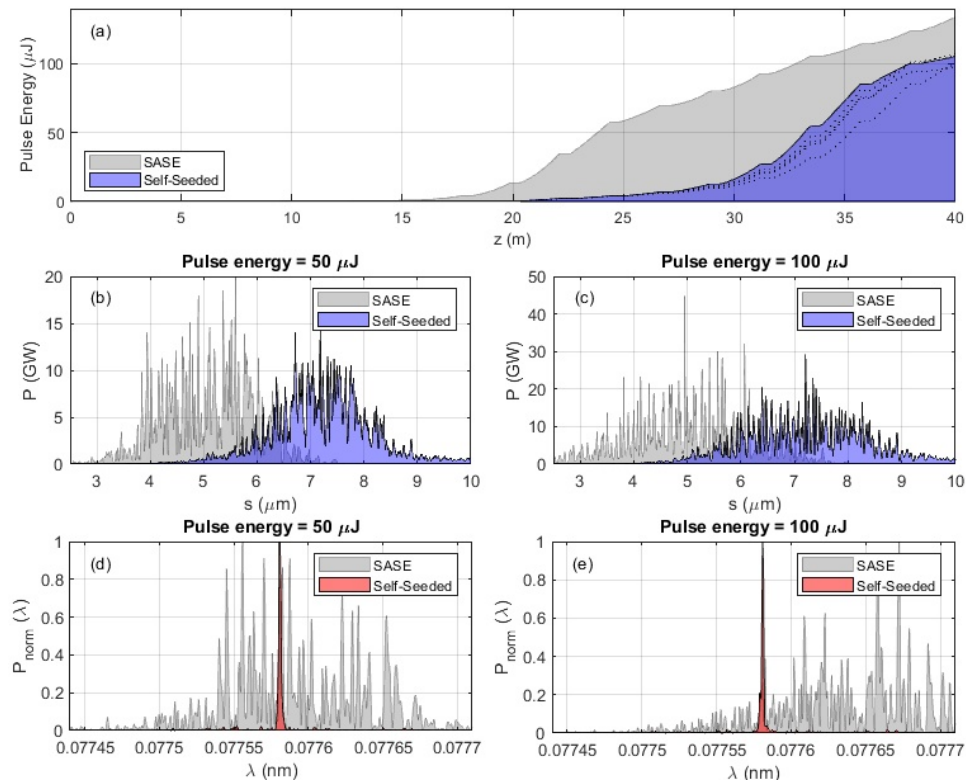 (a)
Pulse Energy (μJ)
100
50
0
SASE
Self-Seeded
0 5 10 15 20 25 30 35 40
z (m)
Pulse energy = 50 μJ
(b)
P (GW)
20
15
10
5
0
SASE
Self-Seeded
3 4 5 6 7 8 9 10
s (μm)
Pulse energy = 100 μJ
(c)
P (GW)
50
40
30
20
10
0
SASE
Self-Seeded
3 4 5 6 7 8 9 10
s (μm)
Pulse energy = 50 μJ
(d)
P_norm (λ)
1
0.8
0.6
0.4
0.2
0
SASE
Self-Seeded
0.07745 0.0775 0.07755 0.0776 0.07765 0.0777
λ (nm)
Pulse energy = 100 μJ
(e)
P_norm (λ)
1
0.8
0.6
0.4
0.2
0
SASE
Self-Seeded
0.07745 0.0775 0.07755 0.0776 0.07765 0.0777
λ (nm)